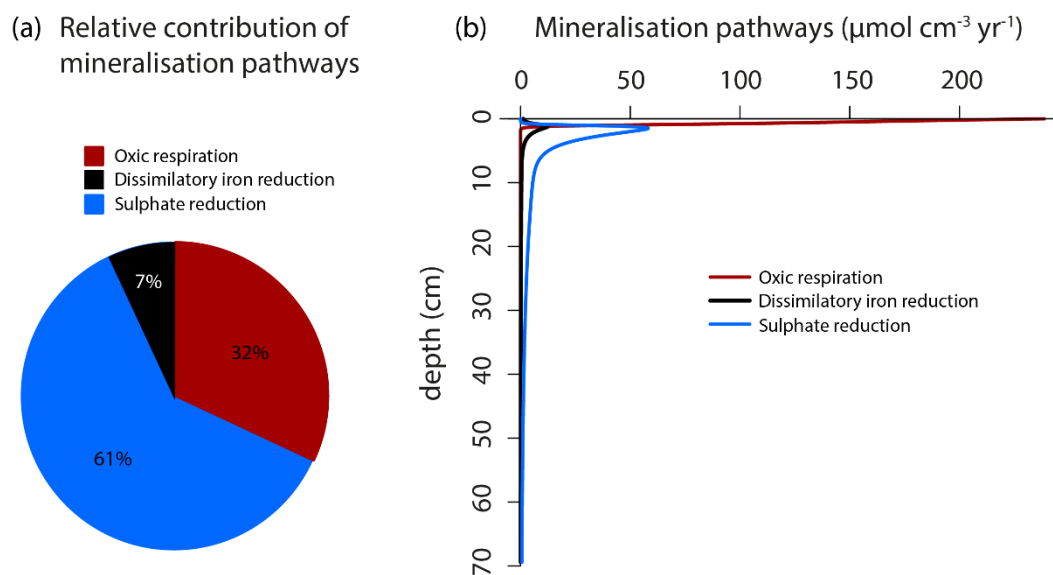 (a) Relative contribution of
mineralisation pathways
Oxic respiration
Dissimilatory iron reduction
Sulphate reduction
7%
32%
61%
(b) Mineralisation pathways (µmol cm⁻³ yr⁻¹)
0 50 100 150 200
0
10
20
30
40
50
60
70
depth (cm)
Oxic respiration
Dissimilatory iron reduction
Sulphate reduction